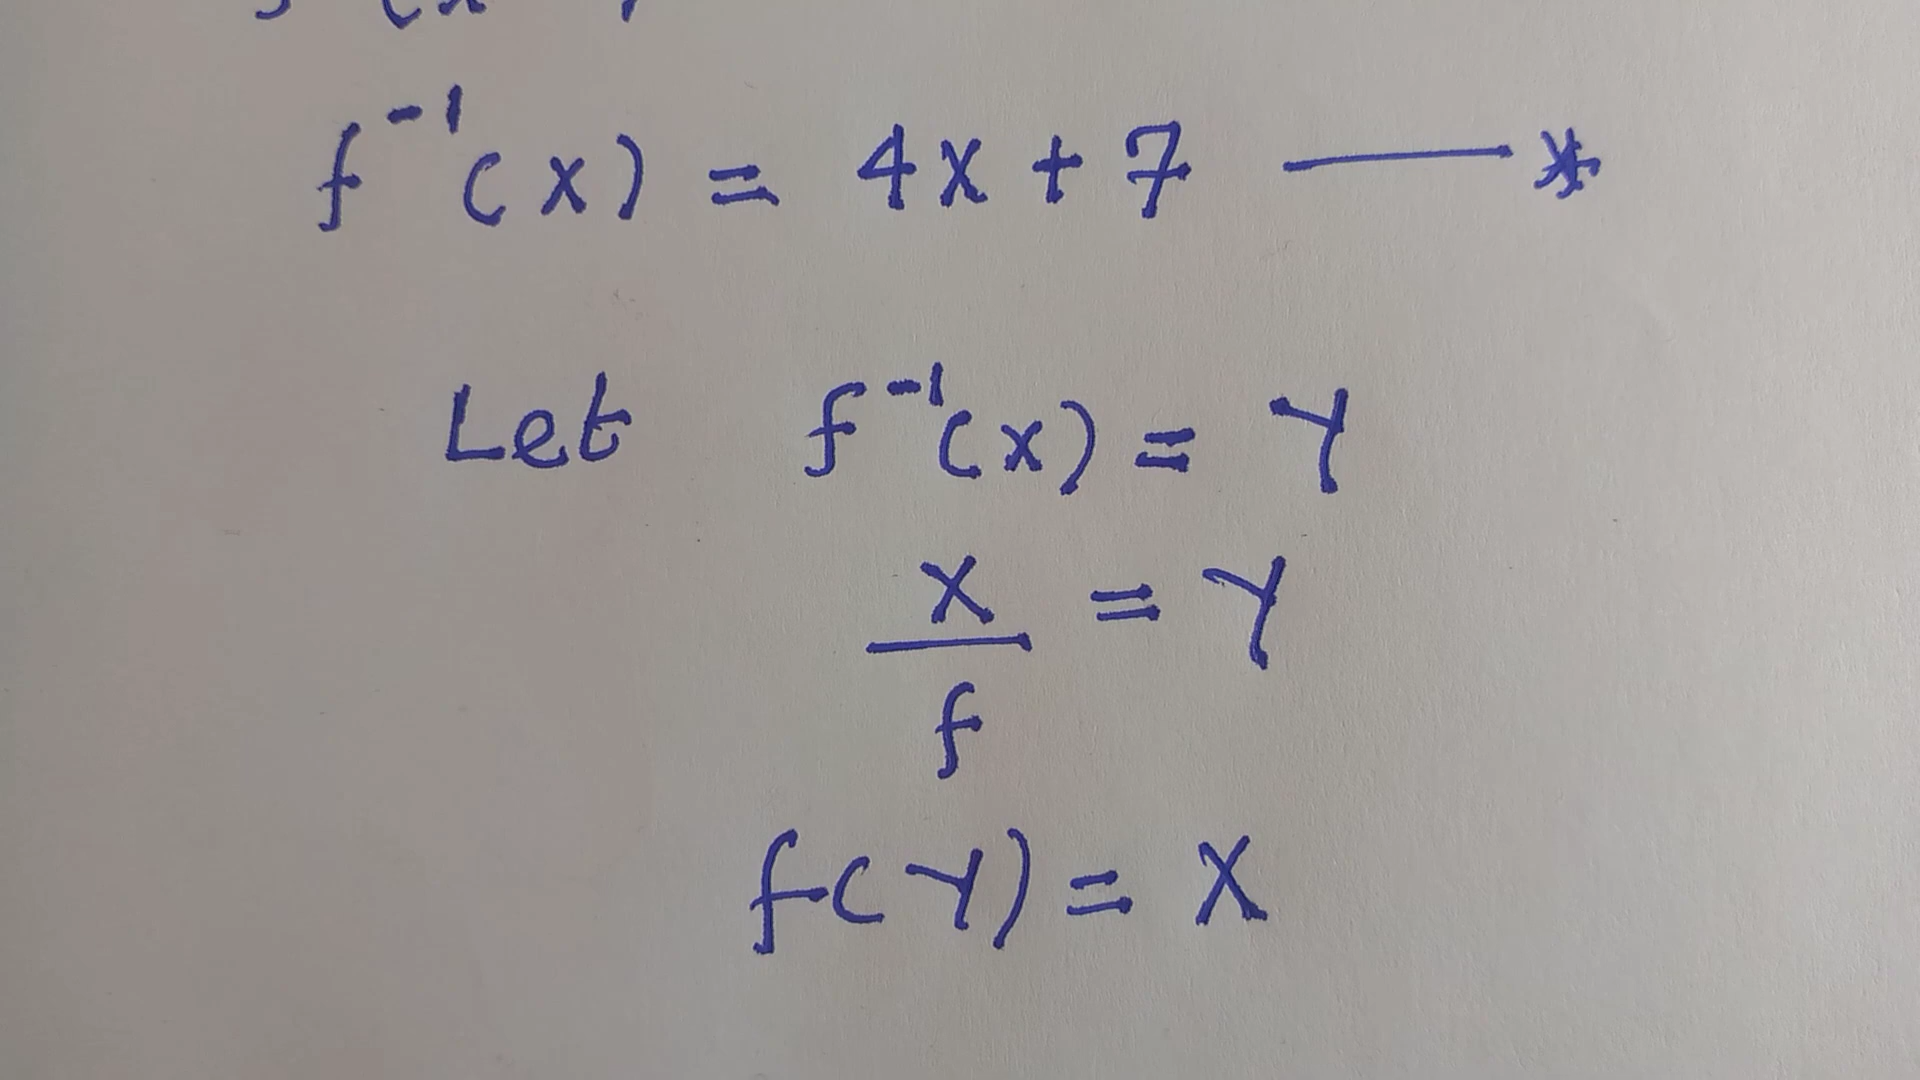 f⁻¹(x) = 4x + 7 —— *
Let f⁻¹(x) = Y
x/f = Y
f(Y) = X